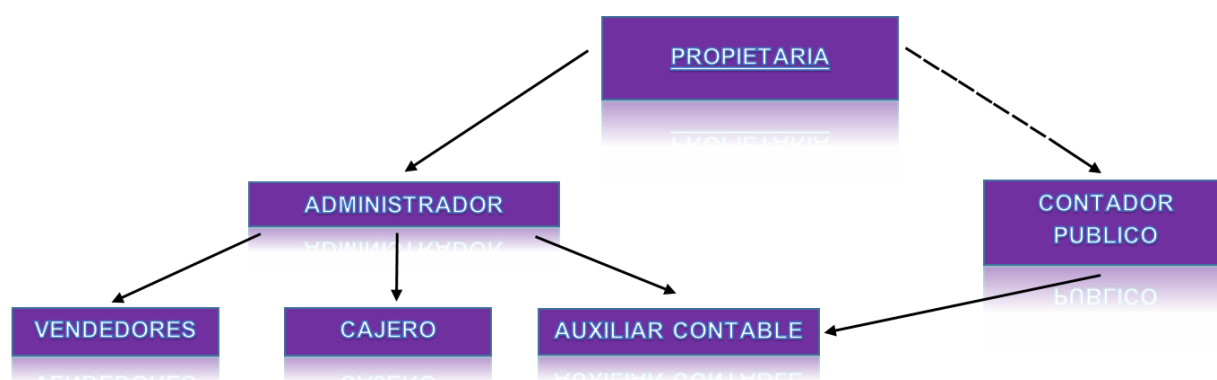 PROPIETARIA
ADMINISTRADOR
CONTADOR
PUBLICO
VENDEDORES
CAJERO
AUXILIAR CONTABLE